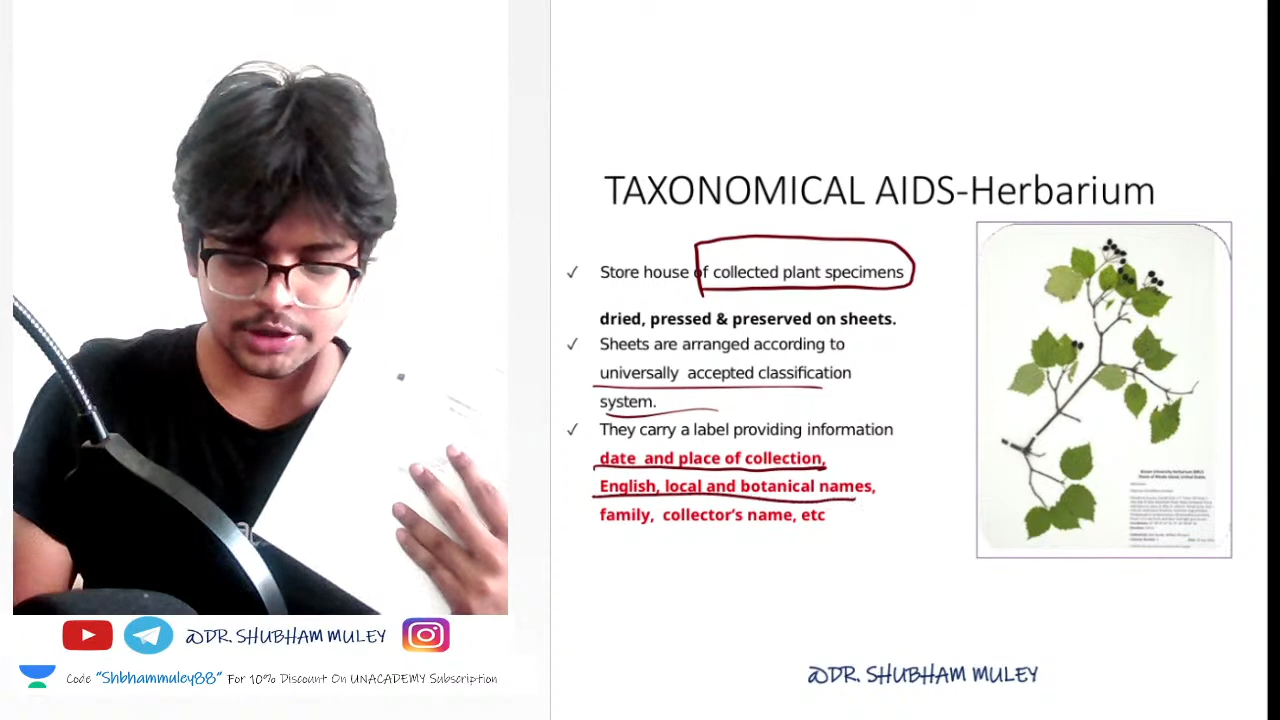 TAXONOMICAL AIDS-Herbarium
✓ Store house of collected plant specimens
dried, pressed & preserved on sheets.
✓ Sheets are arranged according to
universally accepted classification
system.
✓ They carry a label providing information
date and place of collection,
English, local and botanical names,
family, collector's name, etc
@DR. SHUBHAM MULEY
Code "Shbhammuley88" For 10% Discount On UNACADEMY Subscription
@DR. SHUBHAM MULEY